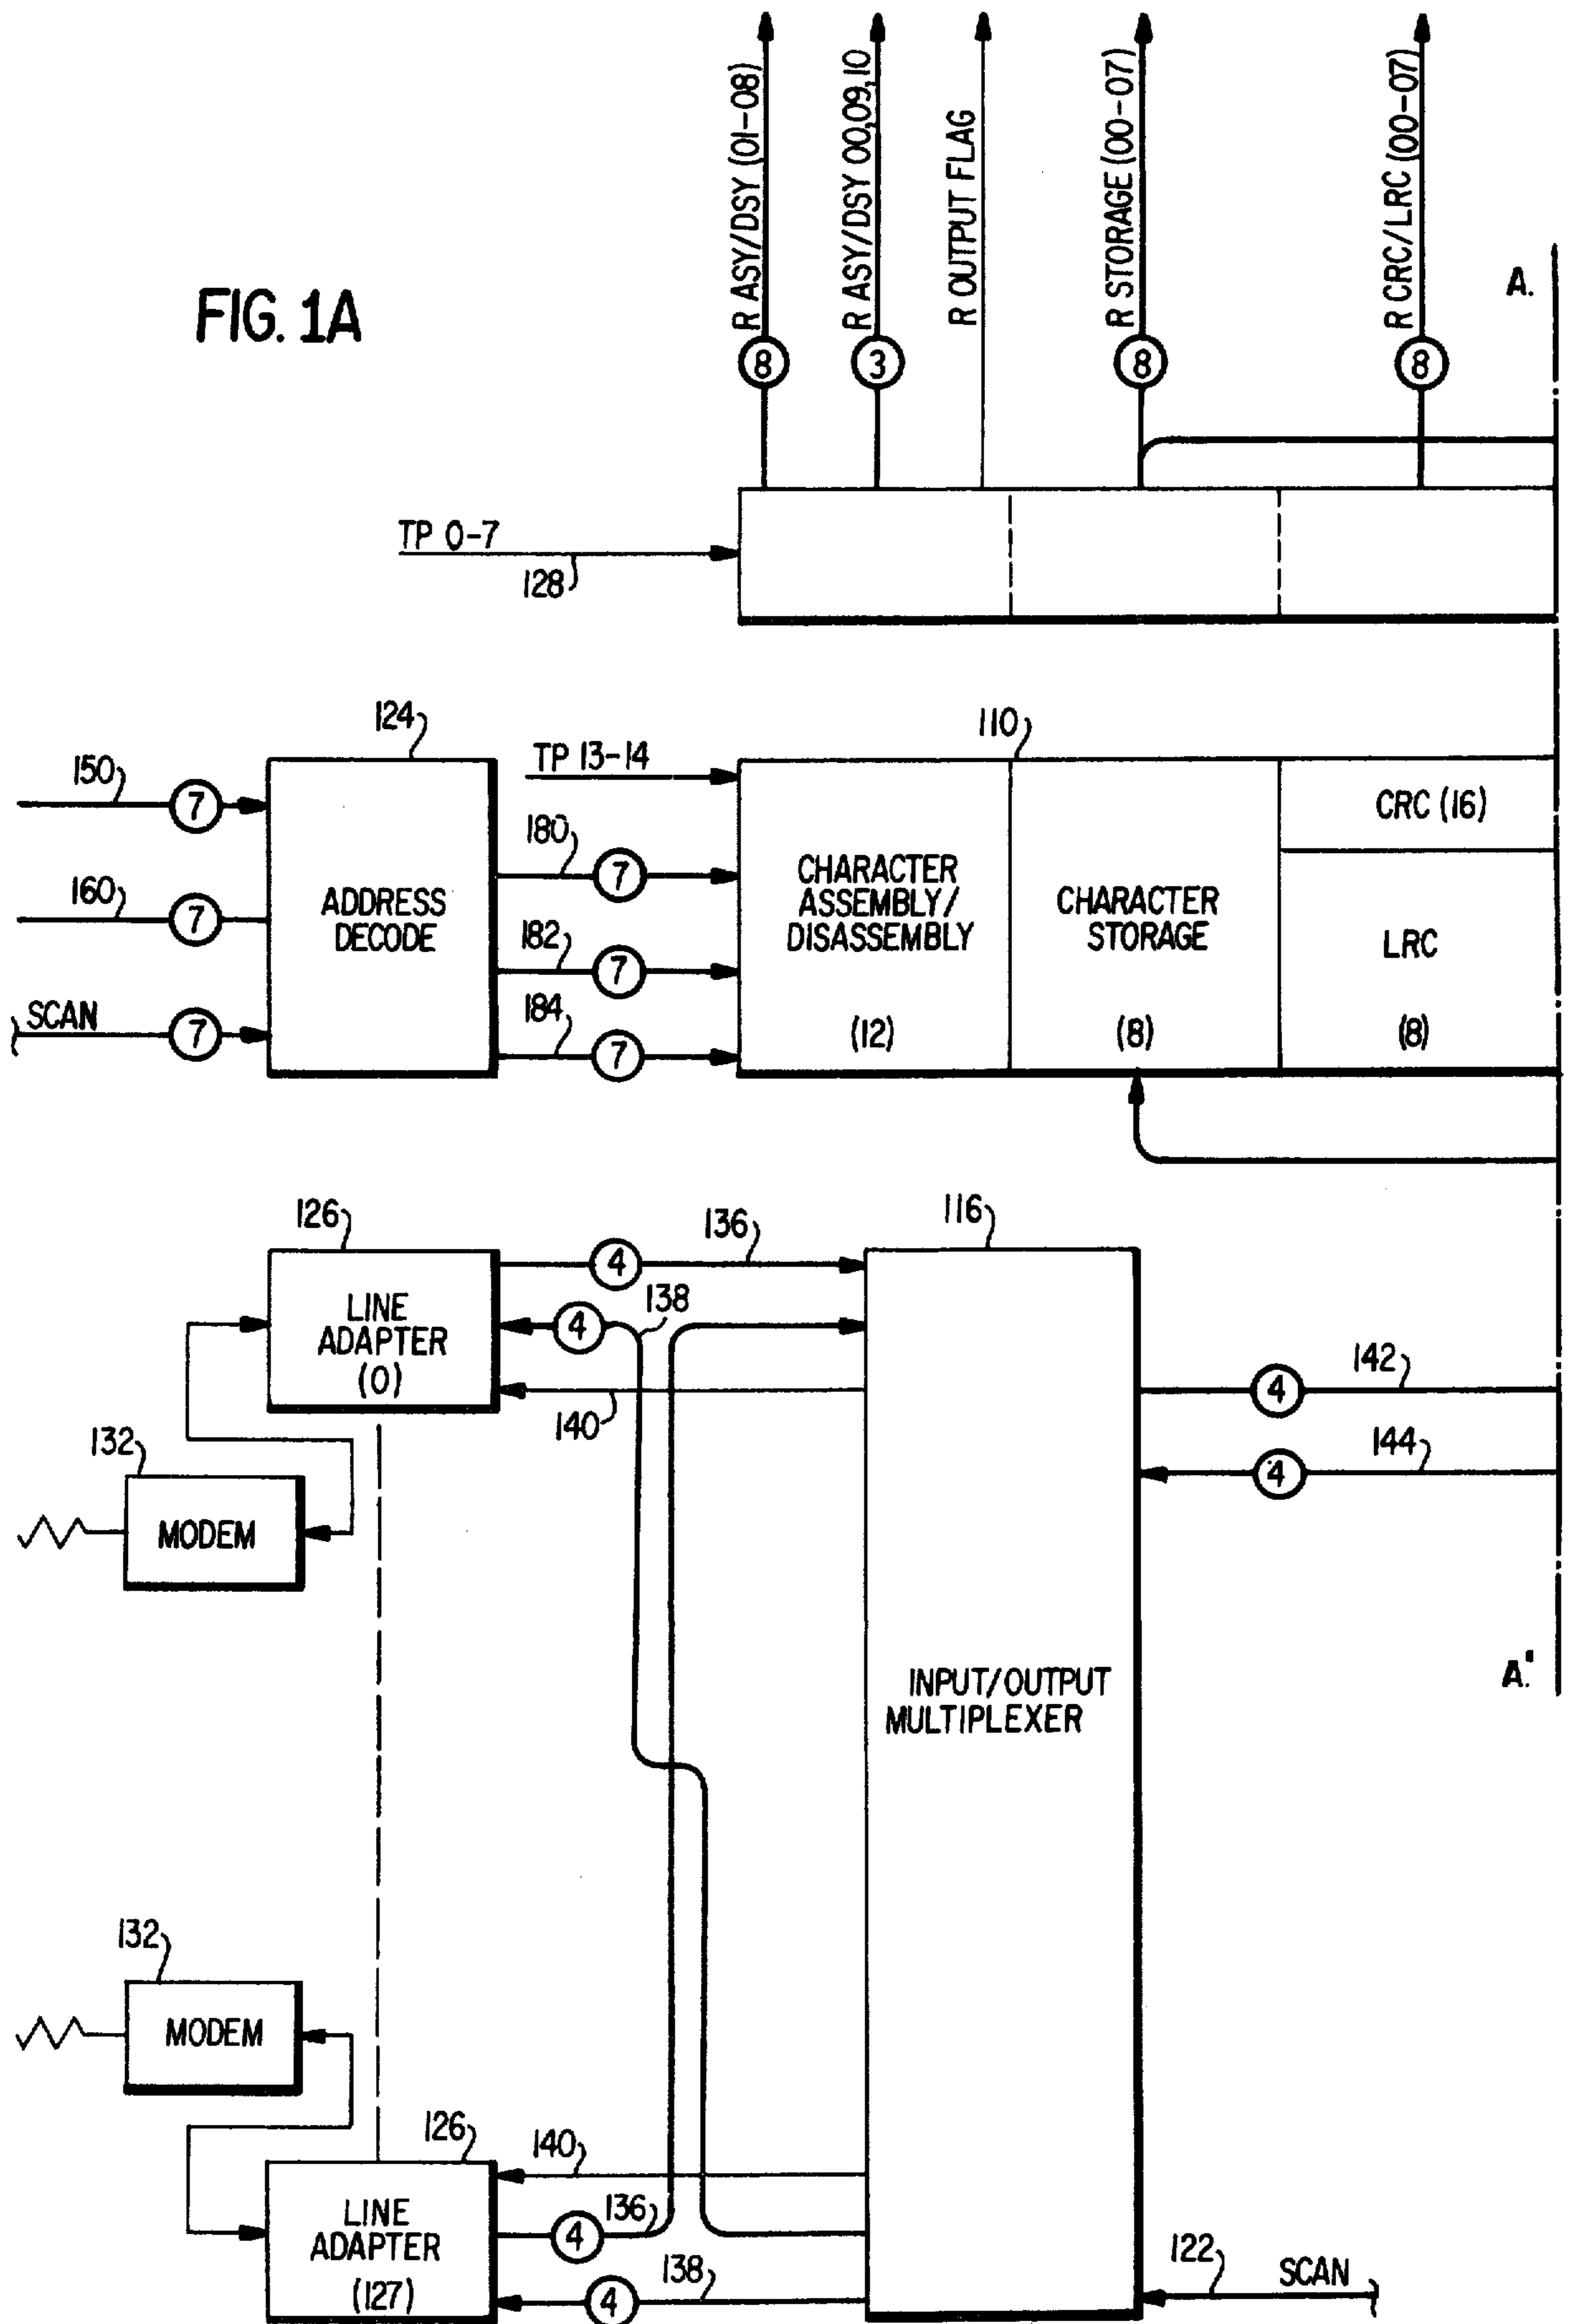 FIG. 1A
R ASY/DSY (01-08)
8
R ASY/DSY 00,09,10
3
R OUTPUT FLAG
R STORAGE (00-07)
8
R CRC/LRC (00-07)
8
A.
TP 0-7
128
124
110
TP 13-14
150
7
160
7
SCAN
7
ADDRESS
DECODE
180
7
182
7
184
7
CHARACTER
ASSEMBLY/
DISASSEMBLY
(12)
CHARACTER
STORAGE
(8)
CRC (16)
LRC
(8)
126
LINE
ADAPTER
(0)
4
136
4
138
140
116
INPUT/OUTPUT
MULTIPLEXER
4
142
4
144
132
MODEM
A.'
132
MODEM
126
LINE
ADAPTER
(127)
140
4
136
4
138
122
SCAN